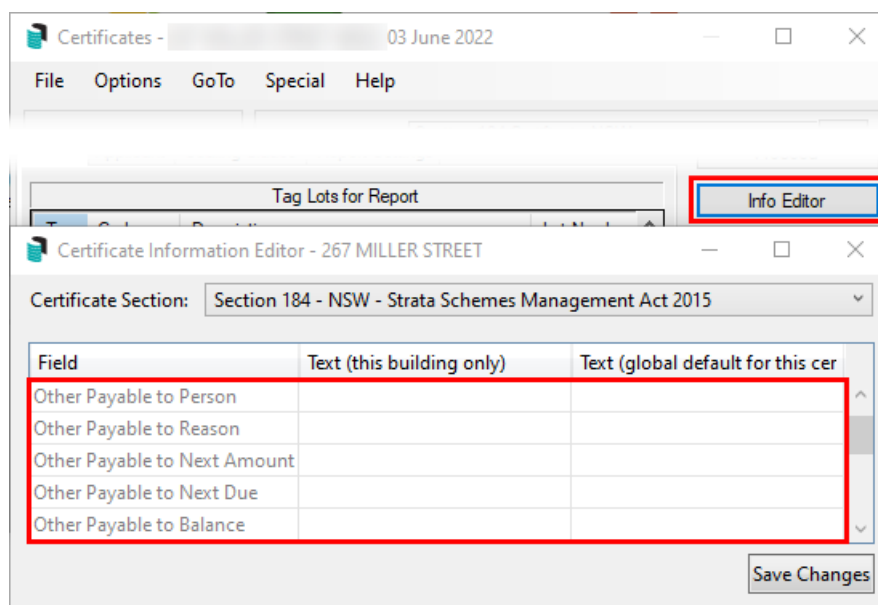 Certificates - 03 June 2022
File Options GoTo Special Help
Tag Lots for Report
Info Editor
Certificate Information Editor - 267 MILLER STREET
Certificate Section: Section 184 - NSW - Strata Schemes Management Act 2015
Field Text (this building only) Text (global default for this cer
Other Payable to Person
Other Payable to Reason
Other Payable to Next Amount
Other Payable to Next Due
Other Payable to Balance
Save Changes